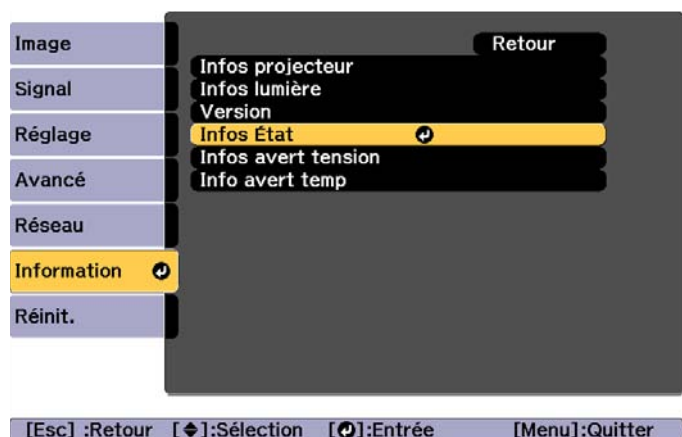 Image
Signal
Réglage
Avancé
Réseau
Information
Réinit.
Retour
Infos projecteur
Infos lumière
Version
Infos État
Infos avert tension
Info avert temp
[Esc] :Retour [◆]:Sélection [⏎]:Entrée [Menu]:Quitter